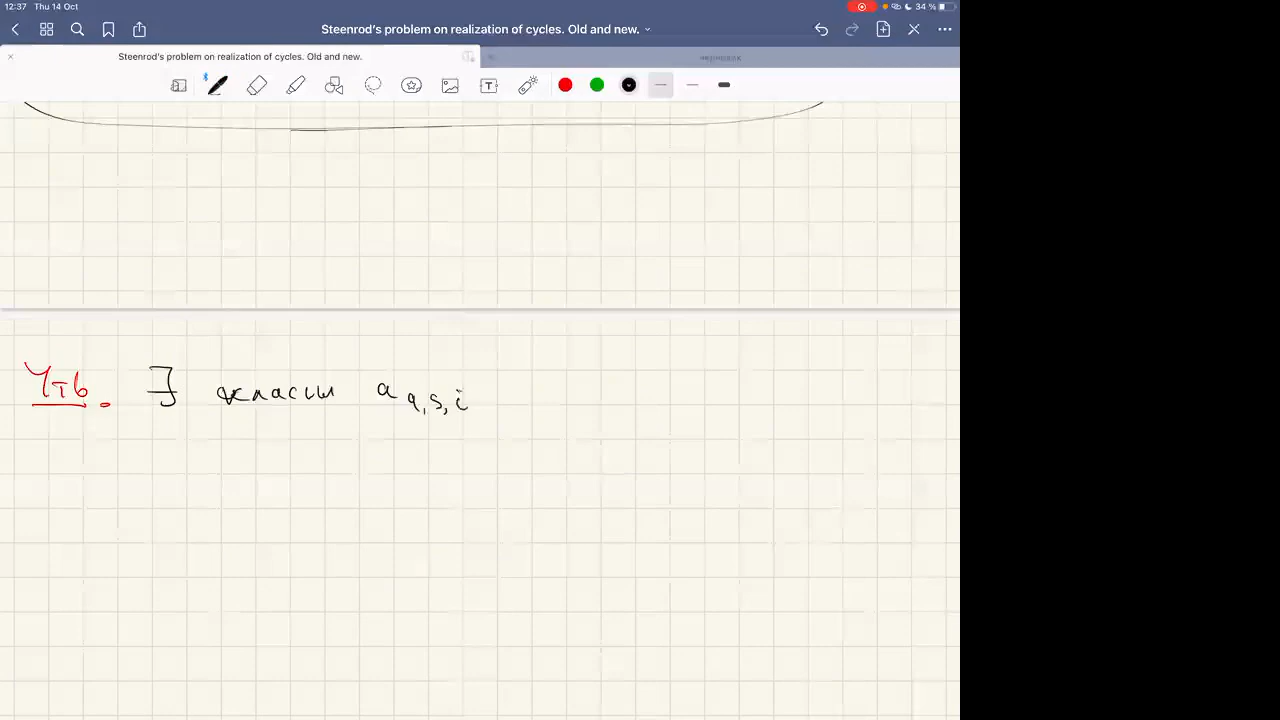 12:37 Thu 14 Oct 34 %
Steenrod's problem on realization of cycles. Old and new.
Steenrod's problem on realization of cycles. Old and new.
Утв. ∃ классы a_{q,s,i}